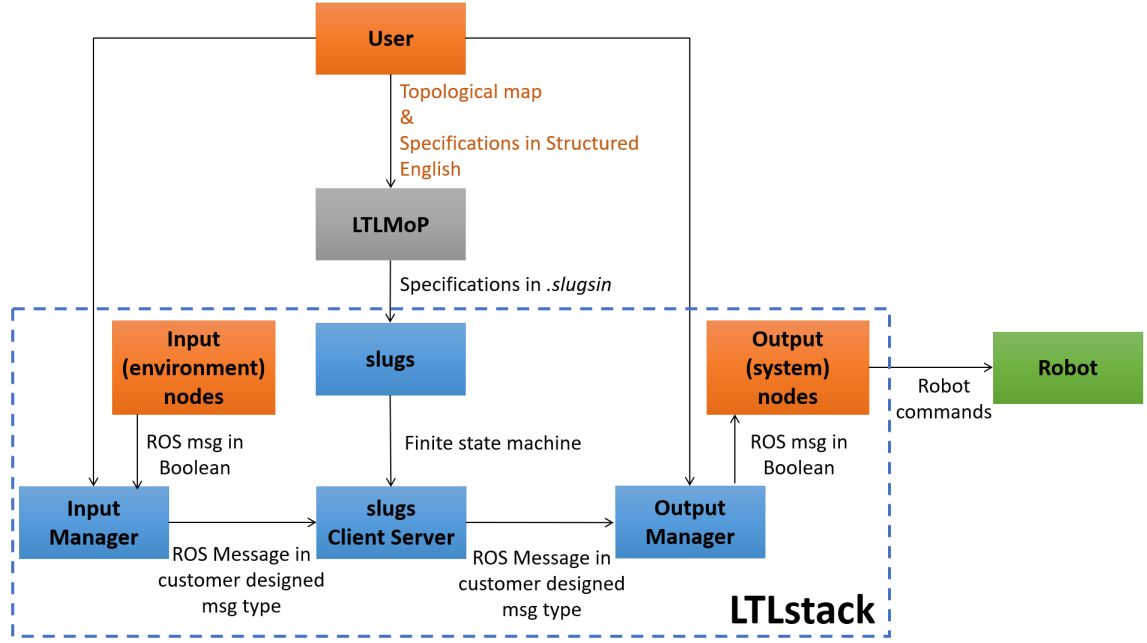 User
Topological map
&
Specifications in Structured
English
LTLMoP
Specifications in .slugsin
Input
(environment)
nodes
slugs
Output
(system)
nodes
Robot
Robot
commands
ROS msg in
Boolean
Finite state machine
ROS msg in
Boolean
Input
Manager
slugs
Client Server
Output
Manager
ROS Message in
customer designed
msg type
ROS Message in
customer designed
msg type
LTLstack